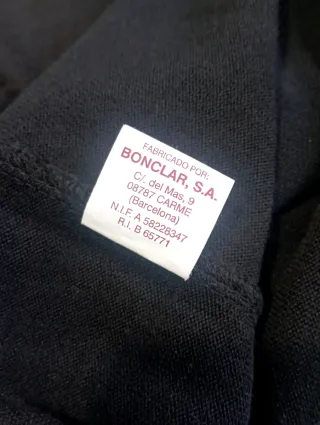 FABRICADO POR:
BONCLAR, S.A.
C/. del Mas, 9
08787 CARME
(Barcelona)
N.I.F. A 58228347
R.i. B 65771